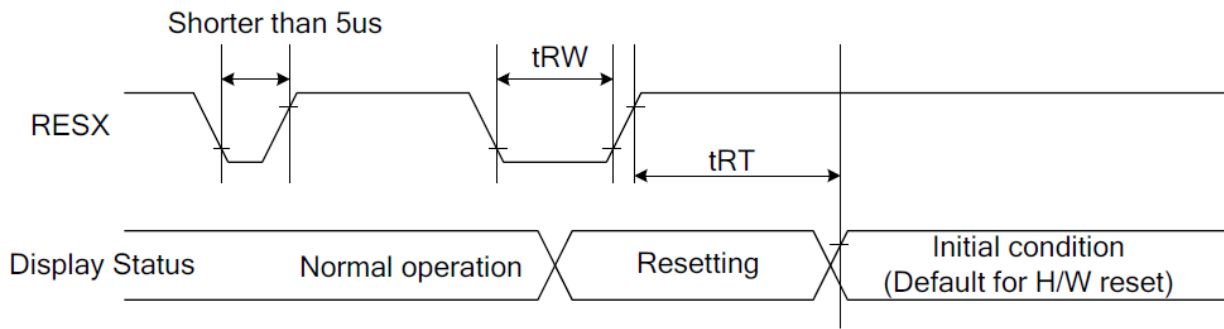 Shorter than 5us
tRW
RESX
tRT
Display Status
Normal operation
Resetting
Initial condition
(Default for H/W reset)